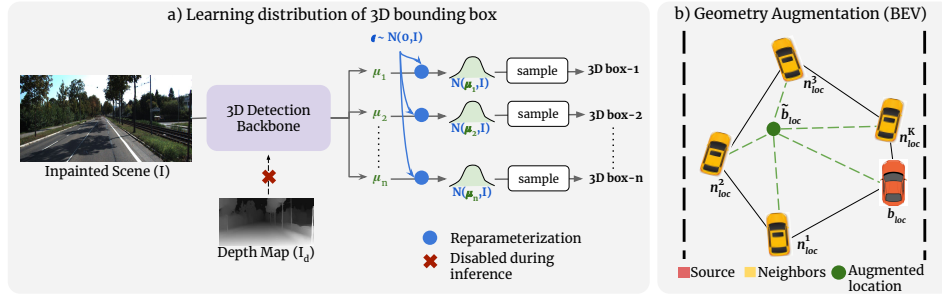 a) Learning distribution of 3D bounding box
ϵ ~ N(0,I)
μ1
N(μ1,I)
sample
3D box-1
3D Detection
Backbone
μ2
N(μ2,I)
sample
3D box-2
μn
N(μn,I)
sample
3D box-n
Inpainted Scene (I)
Depth Map (Id)
Reparameterization
Disabled during
inference
b) Geometry Augmentation (BEV)
n3loc
b̃loc
nKloc
n2loc
bloc
n1loc
Source
Neighbors
Augmented
location